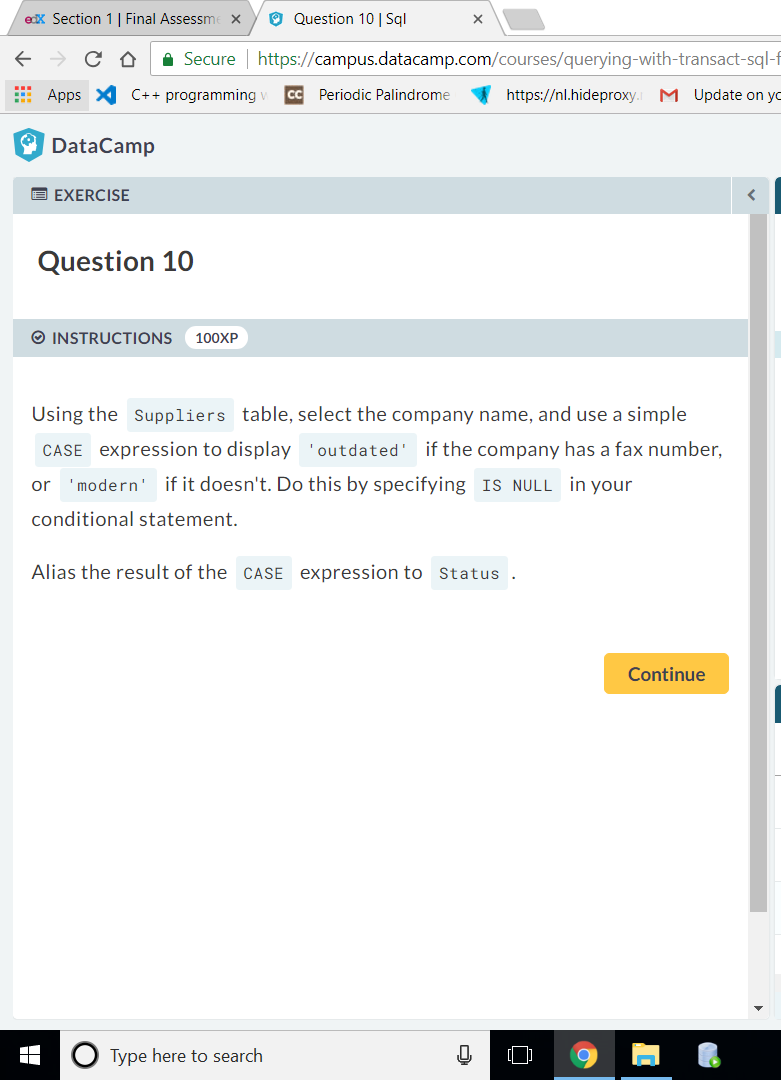 edX Section 1 | Final Assessm
Question 10 | Sql
Secure
https://campus.datacamp.com/courses/querying-with-transact-sql-f
Apps
C++ programming
CC
Periodic Palindrome
https://nl.hideproxy.
Update on yo
DataCamp
EXERCISE
Question 10
INSTRUCTIONS 100XP
Using the Suppliers table, select the company name, and use a simple
CASE expression to display 'outdated' if the company has a fax number,
or 'modern' if it doesn't. Do this by specifying IS NULL in your
conditional statement.
Alias the result of the CASE expression to Status .
Continue
Type here to search